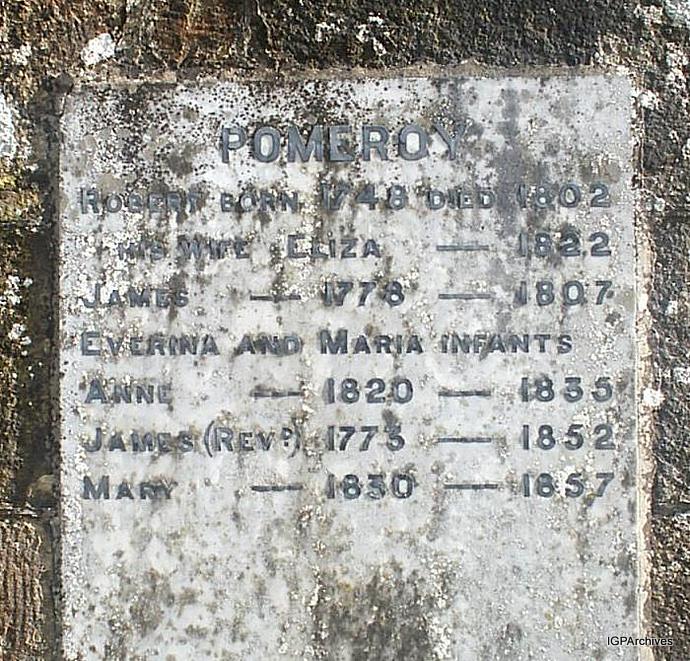 POMEROY
ROBERT BORN 1748 DIED 1802
HIS WIFE ELIZA — 1822
JAMES — 1778 — 1807
EVERINA AND MARIA INFANTS
ANNE — 1820 — 1835
JAMES (REVD) 1773 — 1852
MARY — 1830 — 1857
IGPArchives